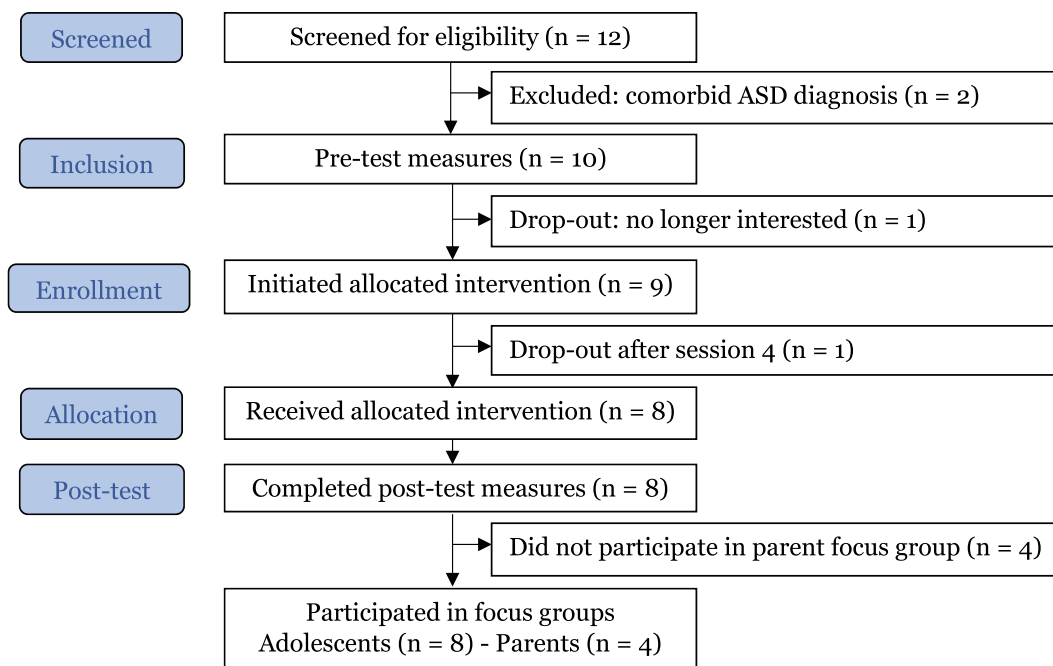 Screened
Screened for eligibility (n = 12)
Excluded: comorbid ASD diagnosis (n = 2)
Inclusion
Pre-test measures (n = 10)
Drop-out: no longer interested (n = 1)
Enrollment
Initiated allocated intervention (n = 9)
Drop-out after session 4 (n = 1)
Allocation
Received allocated intervention (n = 8)
Post-test
Completed post-test measures (n = 8)
Did not participate in parent focus group (n = 4)
Participated in focus groups
Adolescents (n = 8) - Parents (n = 4)